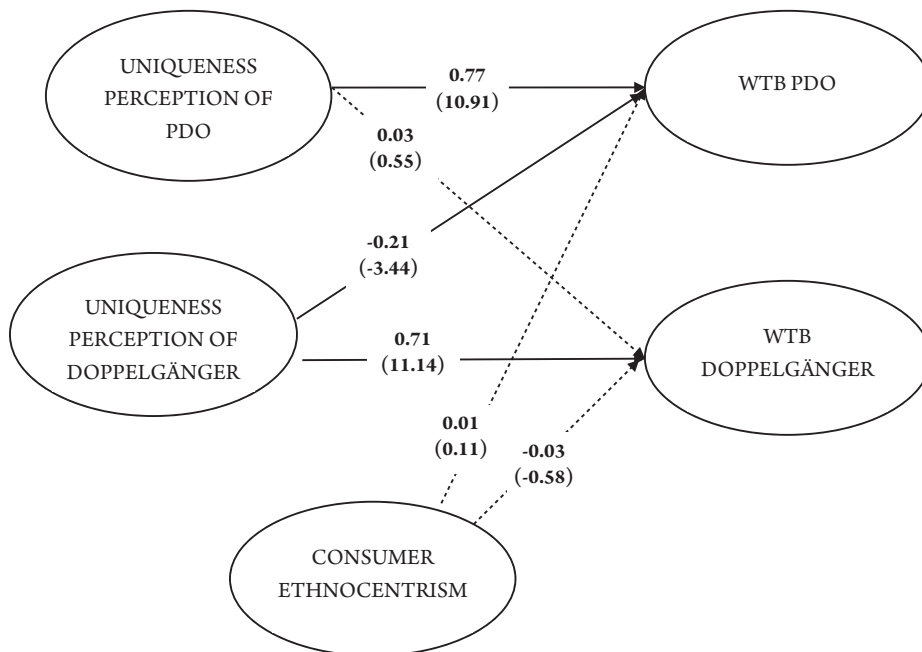 UNIQUENESS
PERCEPTION OF
PDO
0.77
(10.91)
WTB PDO
0.03
(0.55)
-0.21
(-3.44)
UNIQUENESS
PERCEPTION OF
DOPPELGÄNGER
0.71
(11.14)
WTB
DOPPELGÄNGER
0.01
(0.11)
-0.03
(-0.58)
CONSUMER
ETHNOCENTRISM